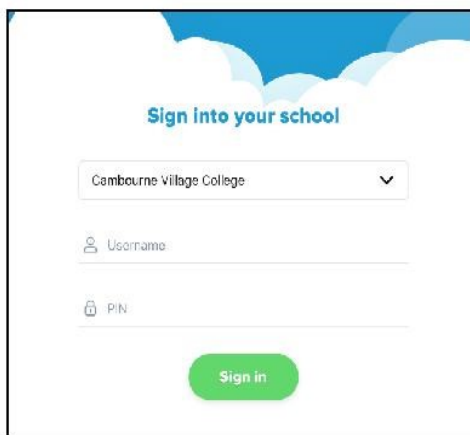 Sign into your school
Cambourne Village College
Username
PIN
Sign in